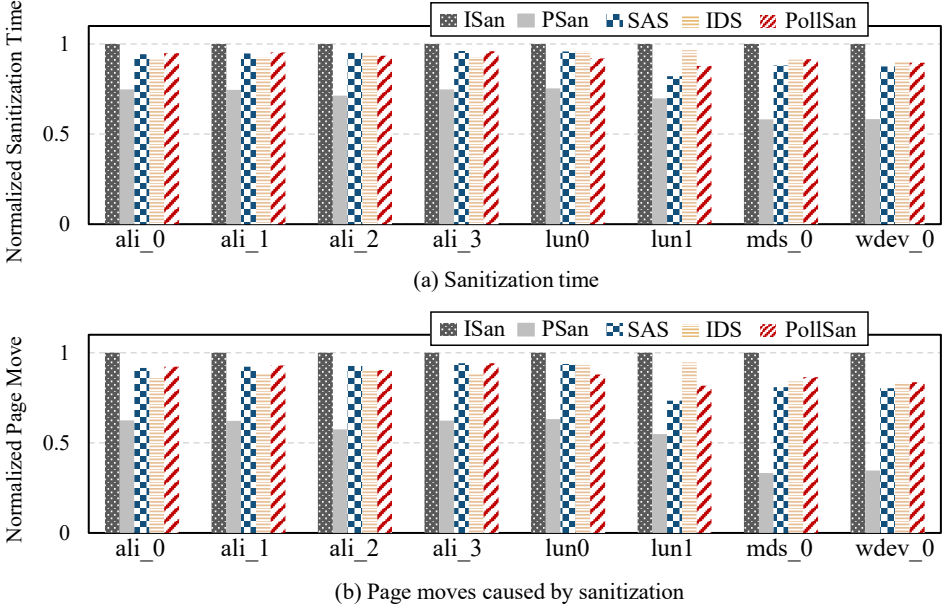 ISan PSan SAS IDS PollSan
Normalized Sanitization Time
1
0.5
0
ali_0 ali_1 ali_2 ali_3 lun0 lun1 mds_0 wdev_0
(a) Sanitization time
ISan PSan SAS IDS PollSan
Normalized Page Move
1
0.5
0
ali_0 ali_1 ali_2 ali_3 lun0 lun1 mds_0 wdev_0
(b) Page moves caused by sanitization